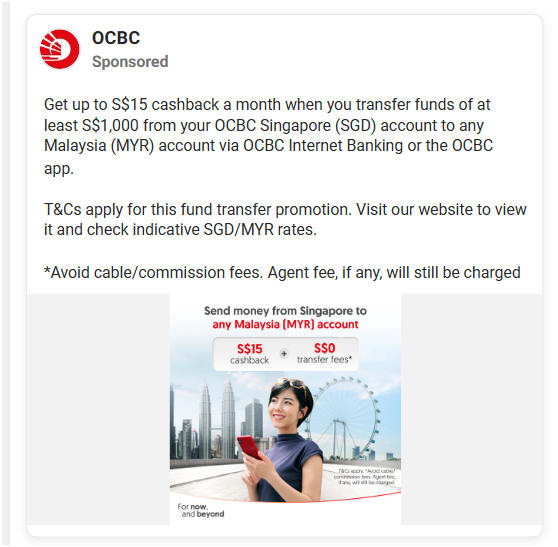 OCBC
Sponsored
Get up to S$15 cashback a month when you transfer funds of at
least S$1,000 from your OCBC Singapore (SGD) account to any
Malaysia (MYR) account via OCBC Internet Banking or the OCBC
app.
T&Cs apply for this fund transfer promotion. Visit our website to view
it and check indicative SGD/MYR rates.
*Avoid cable/commission fees. Agent fee, if any, will still be charged
Send money from Singapore to
any Malaysia (MYR) account
S$15 + S$0
cashback transfer fees*
T&Cs apply. *Avoid cable/
commission fees. Agent fee,
if any, will still be charged.
For now,
and beyond